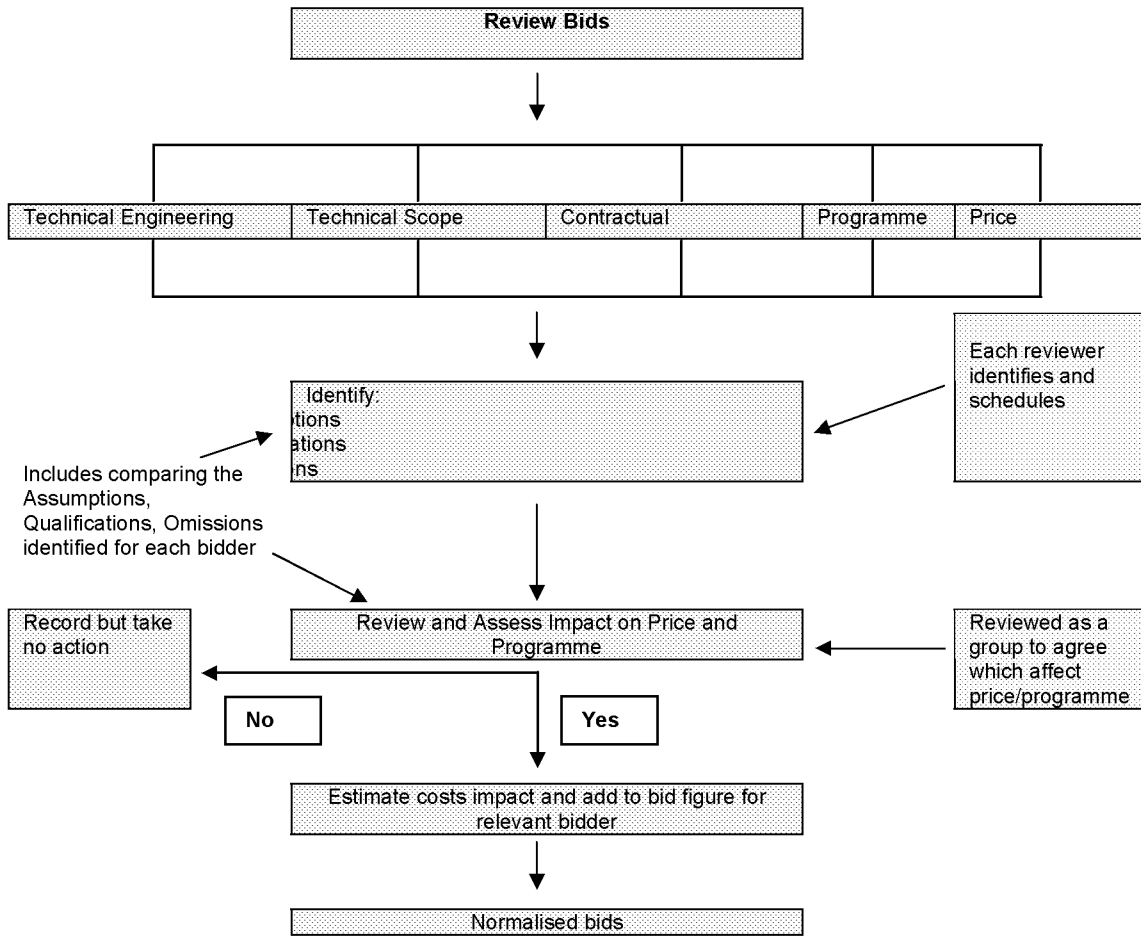 Review Bids
Technical Engineering
Technical Scope
Contractual
Programme
Price
Each reviewer
identifies and
schedules
Identify:
tions
ations
ns
Includes comparing the
Assumptions,
Qualifications, Omissions
identified for each bidder
Review and Assess Impact on Price and
Programme
Record but take
no action
Reviewed as a
group to agree
which affect
price/programme
No
Yes
Estimate costs impact and add to bid figure for
relevant bidder
Normalised bids